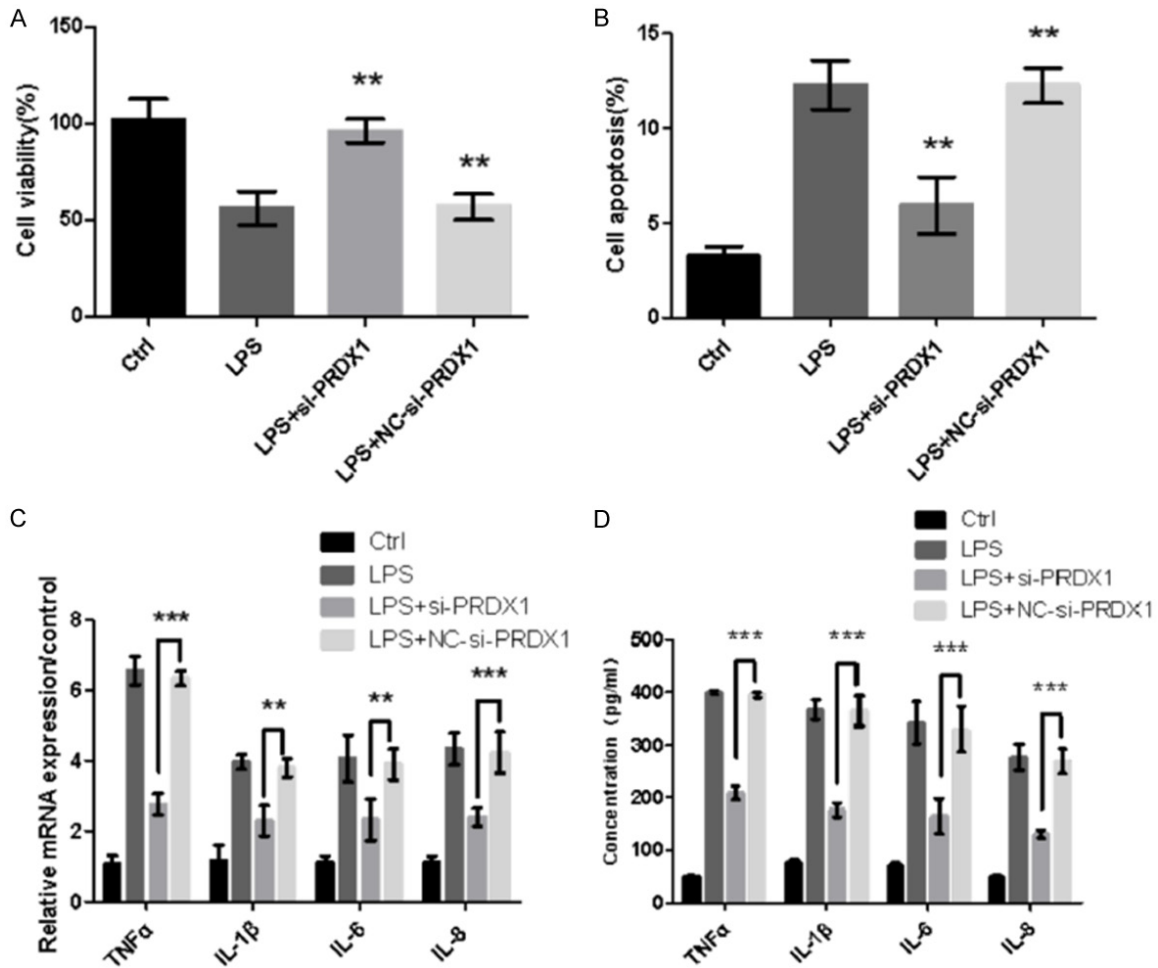 A
Cell viability(%)
150
100
50
0
**
**
Ctrl
LPS
LPS+si-PRDX1
LPS+NC-si-PRDX1
B
Cell apoptosis(%)
15
10
5
0
**
**
Ctrl
LPS
LPS+si-PRDX1
LPS+NC-si-PRDX1
C
Ctrl
LPS
LPS+si-PRDX1
LPS+NC-si-PRDX1
Relative mRNA expression/control
8
6
4
2
0
***
**
**
***
TNFα
IL-1β
IL-6
IL-8
D
Ctrl
LPS
LPS+si-PRDX1
LPS+NC-si-PRDX1
Concentration (pg/ml)
500
400
300
200
100
0
***
***
***
***
TNFα
IL-1β
IL-6
IL-8